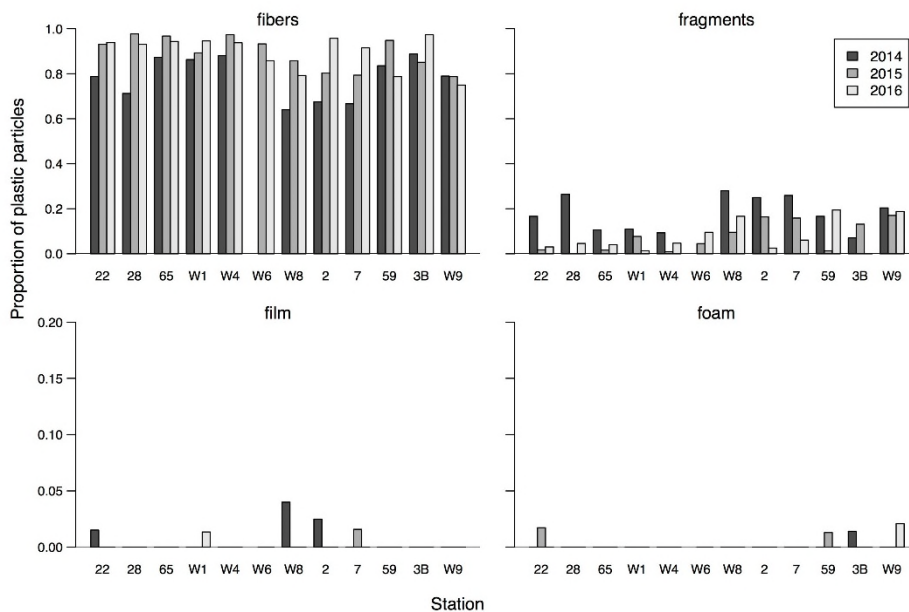 fibers
fragments
1.0
0.8
0.6
0.4
0.2
0.0
2014
2015
2016
22 28 65 W1 W4 W6 W8 2 7 59 3B W9
22 28 65 W1 W4 W6 W8 2 7 59 3B W9
Proportion of plastic particles
film
foam
0.20
0.15
0.10
0.05
0.00
22 28 65 W1 W4 W6 W8 2 7 59 3B W9
22 28 65 W1 W4 W6 W8 2 7 59 3B W9
Station